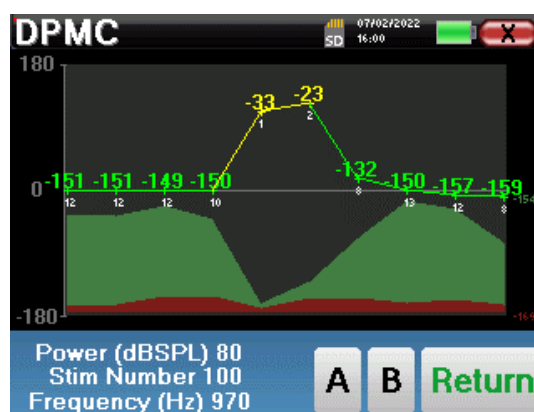 DPMC
SD
07/02/2022
16:00
X
180
-33 -23
1 2
-151 -151 -149 -150 -132 -150 -157 -159
0
12 12 12 10 8 13 12 8
-154
-180
-169
Power (dBSPL) 80
Stim Number 100
Frequency (Hz) 970
A B Return